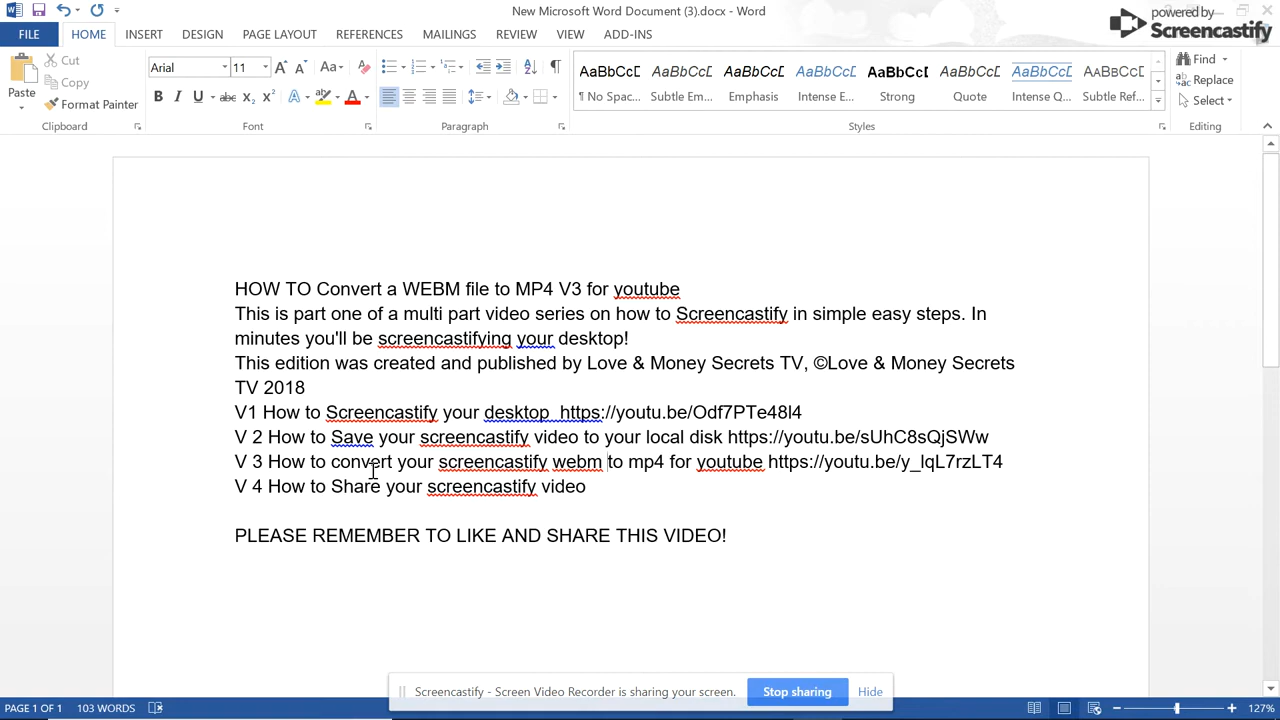 New Microsoft Word Document (3).docx - Word
powered by
Screencastify
FILE HOME INSERT DESIGN PAGE LAYOUT REFERENCES MAILINGS REVIEW VIEW ADD-INS
Paste
Cut
Copy
Format Painter
Clipboard
Arial 11
Font
Paragraph
AaBbCcD AaBbCcD AaBbCcD AaBbCcD AaBbCcD AaBbCcD AaBbCcD AaBbCcD
¶ No Spac... Subtle Em... Emphasis Intense E... Strong Quote Intense Q... Subtle Ref...
Styles
Find
Replace
Select
Editing
HOW TO Convert a WEBM file to MP4 V3 for youtube
This is part one of a multi part video series on how to Screencastify in simple easy steps. In
minutes you'll be screencastifying your desktop!
This edition was created and published by Love & Money Secrets TV, ©Love & Money Secrets
TV 2018
V1 How to Screencastify your desktop https://youtu.be/Odf7PTe48l4
V 2 How to Save your screencastify video to your local disk https://youtu.be/sUhC8sQjSWw
V 3 How to convert your screencastify webm to mp4 for youtube https://youtu.be/y_lqL7rzLT4
V 4 How to Share your screencastify video
PLEASE REMEMBER TO LIKE AND SHARE THIS VIDEO!
Screencastify - Screen Video Recorder is sharing your screen. Stop sharing Hide
PAGE 1 OF 1 103 WORDS 127%